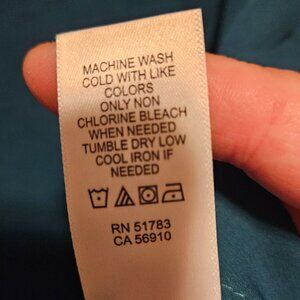 MACHINE WASH
COLD WITH LIKE
COLORS
ONLY NON
CHLORINE BLEACH
WHEN NEEDED
TUMBLE DRY LOW
COOL IRON IF
NEEDED
RN 51783
CA 56910